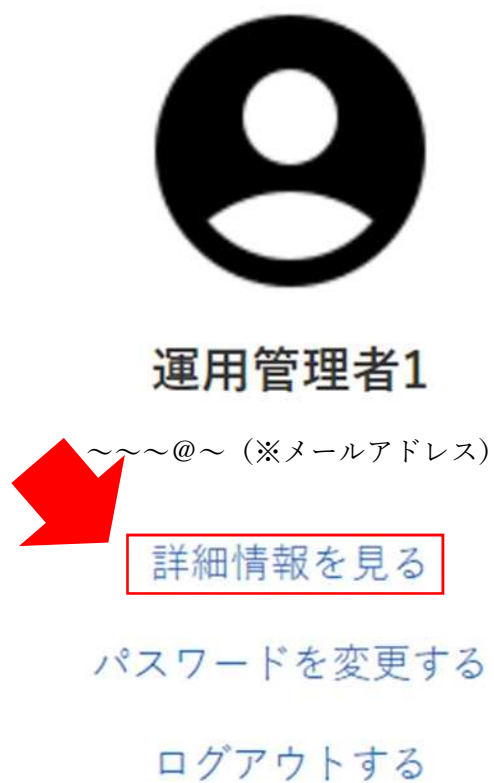 運用管理者1
～～～@～（※メールアドレス）
詳細情報を見る
パスワードを変更する
ログアウトする